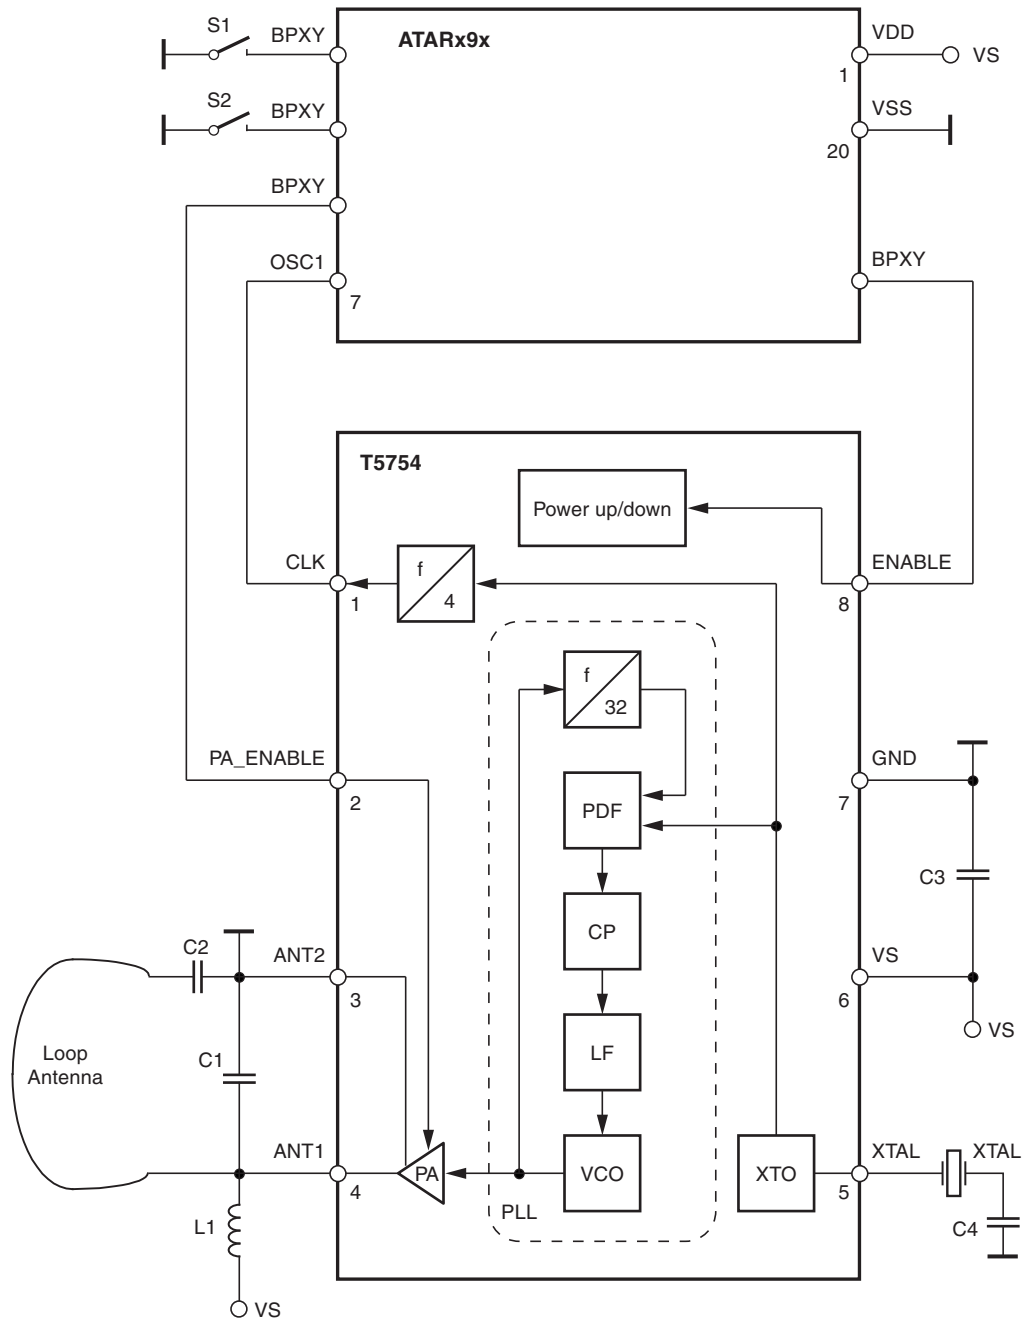 S1
BPXY
ATARx9x
VDD
1
VS
S2
BPXY
VSS
20
BPXY
OSC1
7
BPXY
T5754
Power up/down
CLK
1
f
4
ENABLE
8
f
32
PA_ENABLE
2
PDF
GND
7
C3
CP
C2
ANT2
3
VS
6
VS
Loop
Antenna
C1
LF
ANT1
4
PA
VCO
XTO
XTAL
5
XTAL
PLL
L1
C4
VS